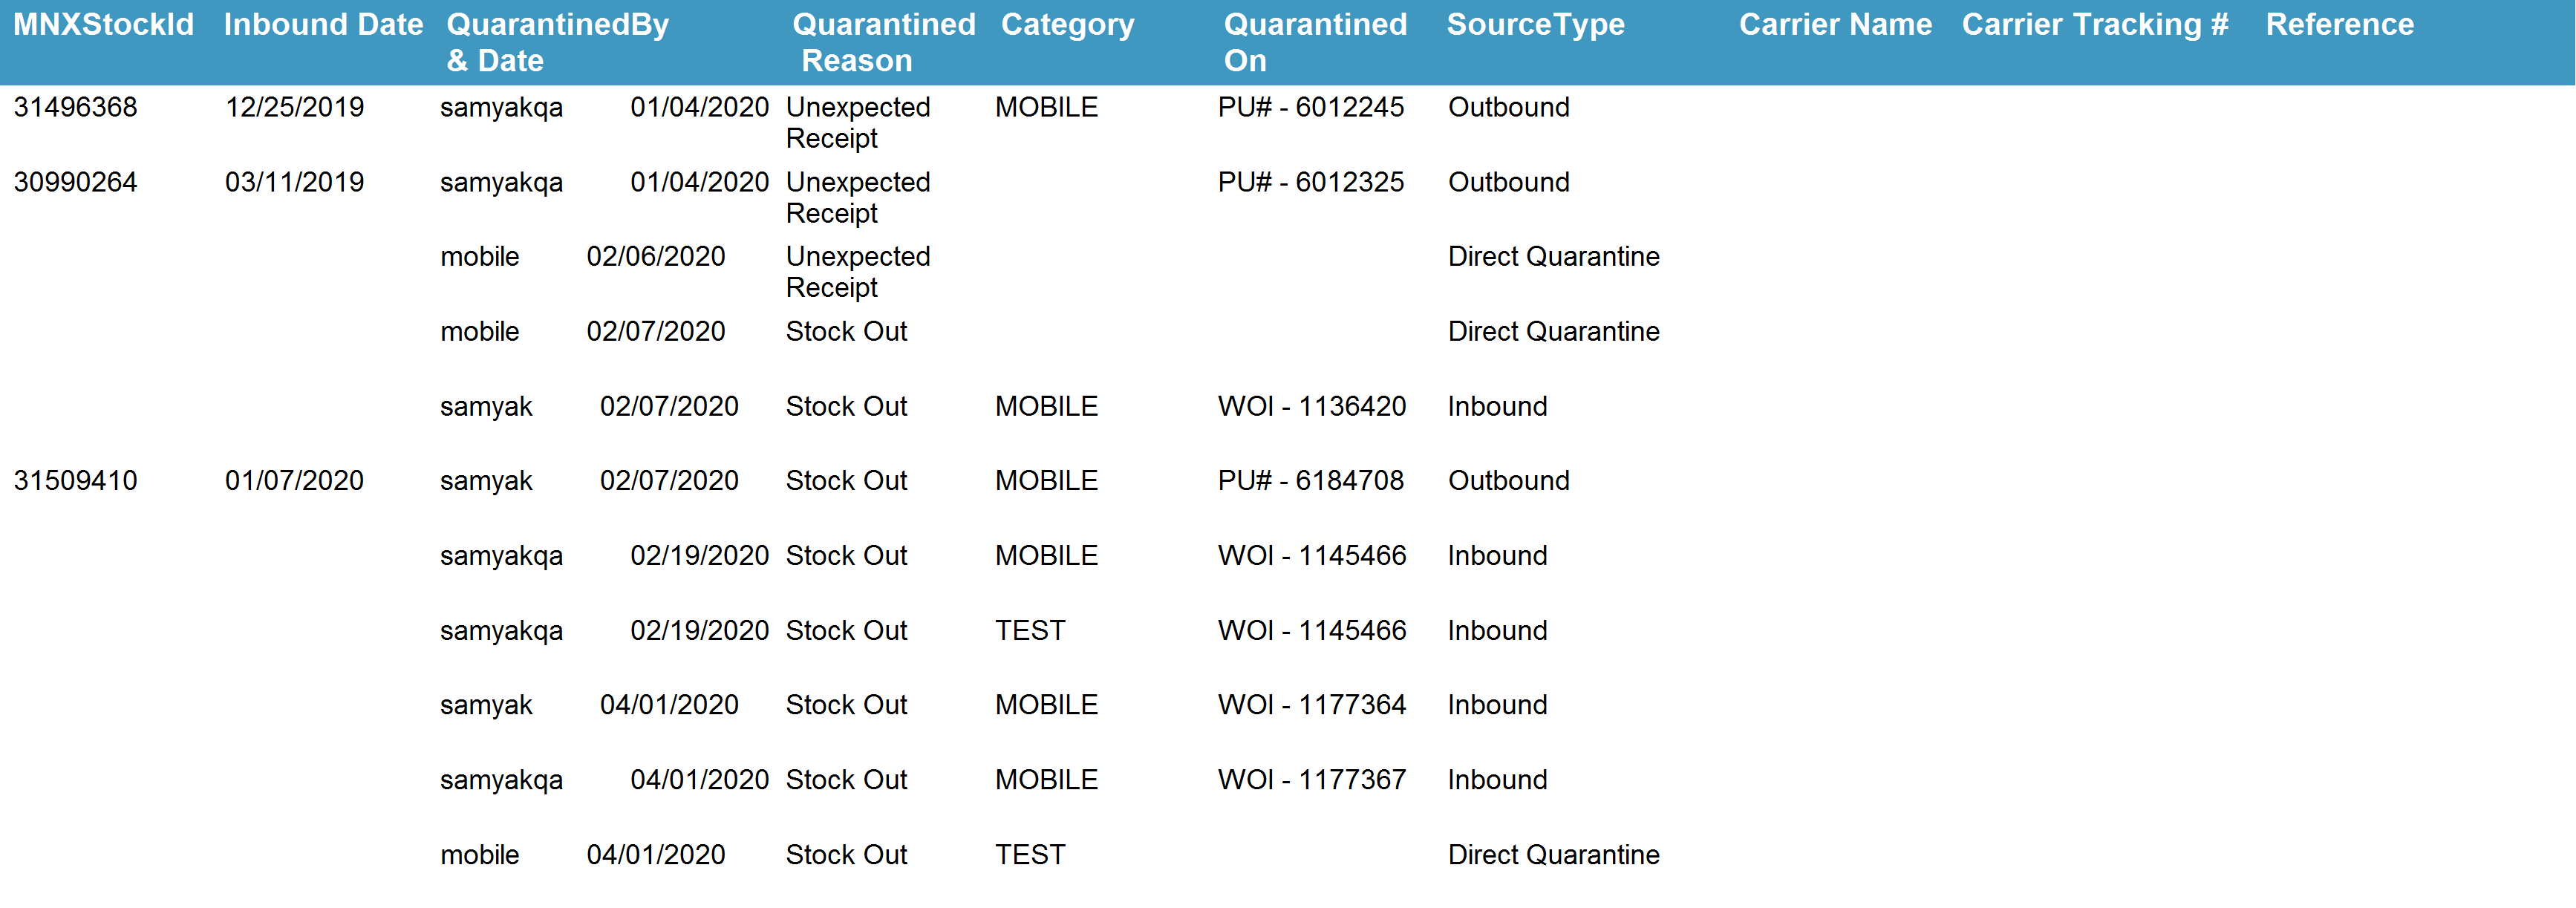 MNXStockId Inbound Date QuarantinedBy Quarantined Category Quarantined SourceType Carrier Name Carrier Tracking # Reference
& Date Reason On
31496368 12/25/2019 samyakqa 01/04/2020 Unexpected MOBILE PU# - 6012245 Outbound
Receipt
30990264 03/11/2019 samyakqa 01/04/2020 Unexpected PU# - 6012325 Outbound
Receipt
mobile 02/06/2020 Unexpected Direct Quarantine
Receipt
mobile 02/07/2020 Stock Out Direct Quarantine
samyak 02/07/2020 Stock Out MOBILE WOI - 1136420 Inbound
31509410 01/07/2020 samyak 02/07/2020 Stock Out MOBILE PU# - 6184708 Outbound
samyakqa 02/19/2020 Stock Out MOBILE WOI - 1145466 Inbound
samyakqa 02/19/2020 Stock Out TEST WOI - 1145466 Inbound
samyak 04/01/2020 Stock Out MOBILE WOI - 1177364 Inbound
samyakqa 04/01/2020 Stock Out MOBILE WOI - 1177367 Inbound
mobile 04/01/2020 Stock Out TEST Direct Quarantine